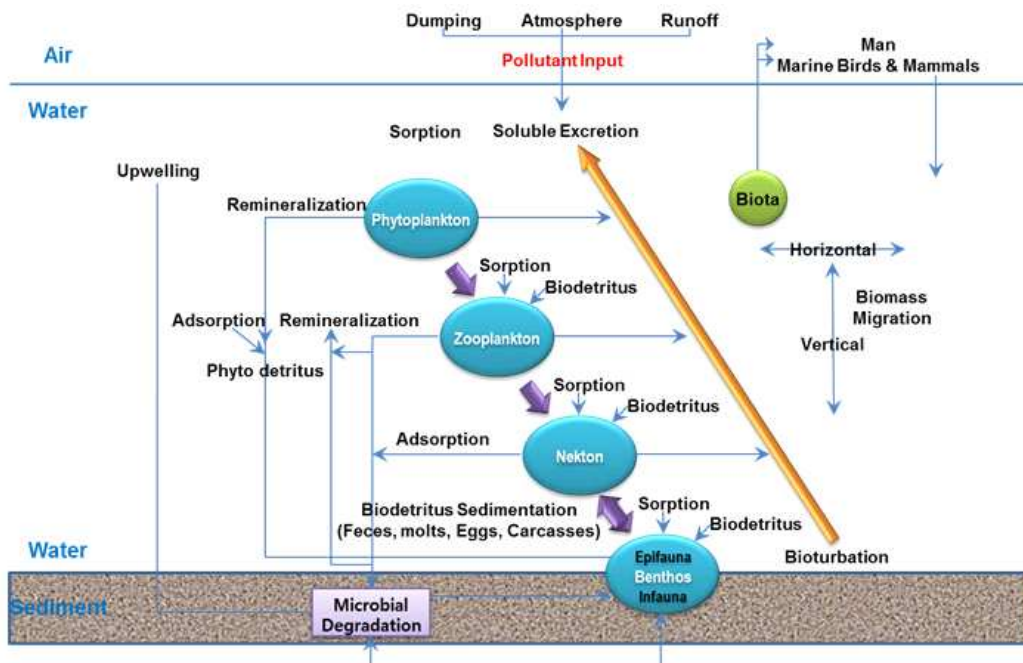 Dumping Atmosphere Runoff
Air
Man
Pollutant Input
Marine Birds & Mammals
Water
Sorption Soluble Excretion
Upwelling
Remineralization
Phytoplankton
Biota
Horizontal
Sorption
Biodetritus
Biomass
Migration
Adsorption Remineralization
Zooplankton
Vertical
Phyto detritus
Sorption
Biodetritus
Adsorption
Nekton
Biodetritus Sedimentation
(Feces, molts, Eggs, Carcasses)
Sorption
Biodetritus
Water
Bioturbation
Epifauna
Benthos
Infauna
Sediment
Microbial
Degradation